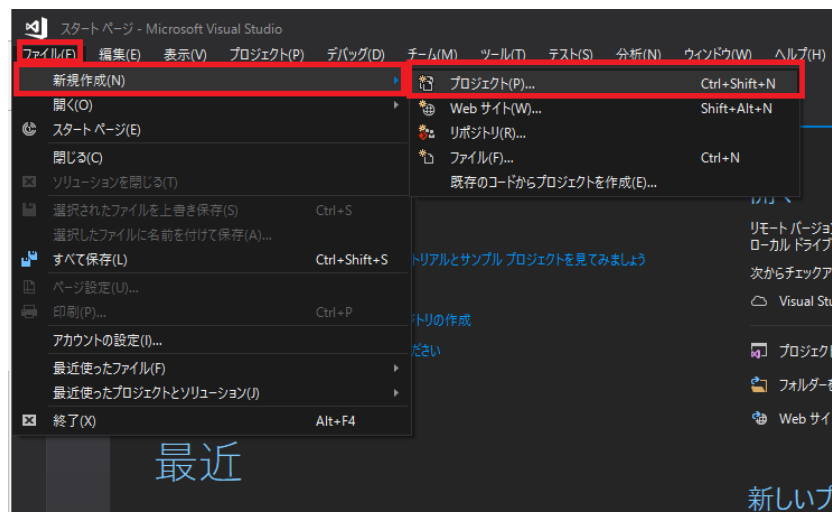 スタート ページ - Microsoft Visual Studio
ファイル(F) 編集(E) 表示(V) プロジェクト(P) デバッグ(D) チーム(M) ツール(T) テスト(S) 分析(N) ウィンドウ(W) ヘルプ(H)
新規作成(N)
開く(O)
スタート ページ(E)
閉じる(C)
ソリューションを閉じる(T)
選択されたファイルを上書き保存(S) Ctrl+S
選択したファイルに名前を付けて保存(A)...
すべて保存(L) Ctrl+Shift+S
ページ設定(U)...
印刷(P)... Ctrl+P
アカウントの設定(I)...
最近使ったファイル(F)
最近使ったプロジェクトとソリューション(J)
終了(X) Alt+F4
プロジェクト(P)... Ctrl+Shift+N
Web サイト(W)... Shift+Alt+N
リポジトリ(R)...
ファイル(F)... Ctrl+N
既存のコードからプロジェクトを作成(E)...
トリアルとサンプル プロジェクトを見てみましょう
トリの作成
ださい
最近
リモート バージョン
ローカル ドライブ
次からチェックア
Visual Stu
プロジェクト
フォルダーを
Web サイ
新しいプ